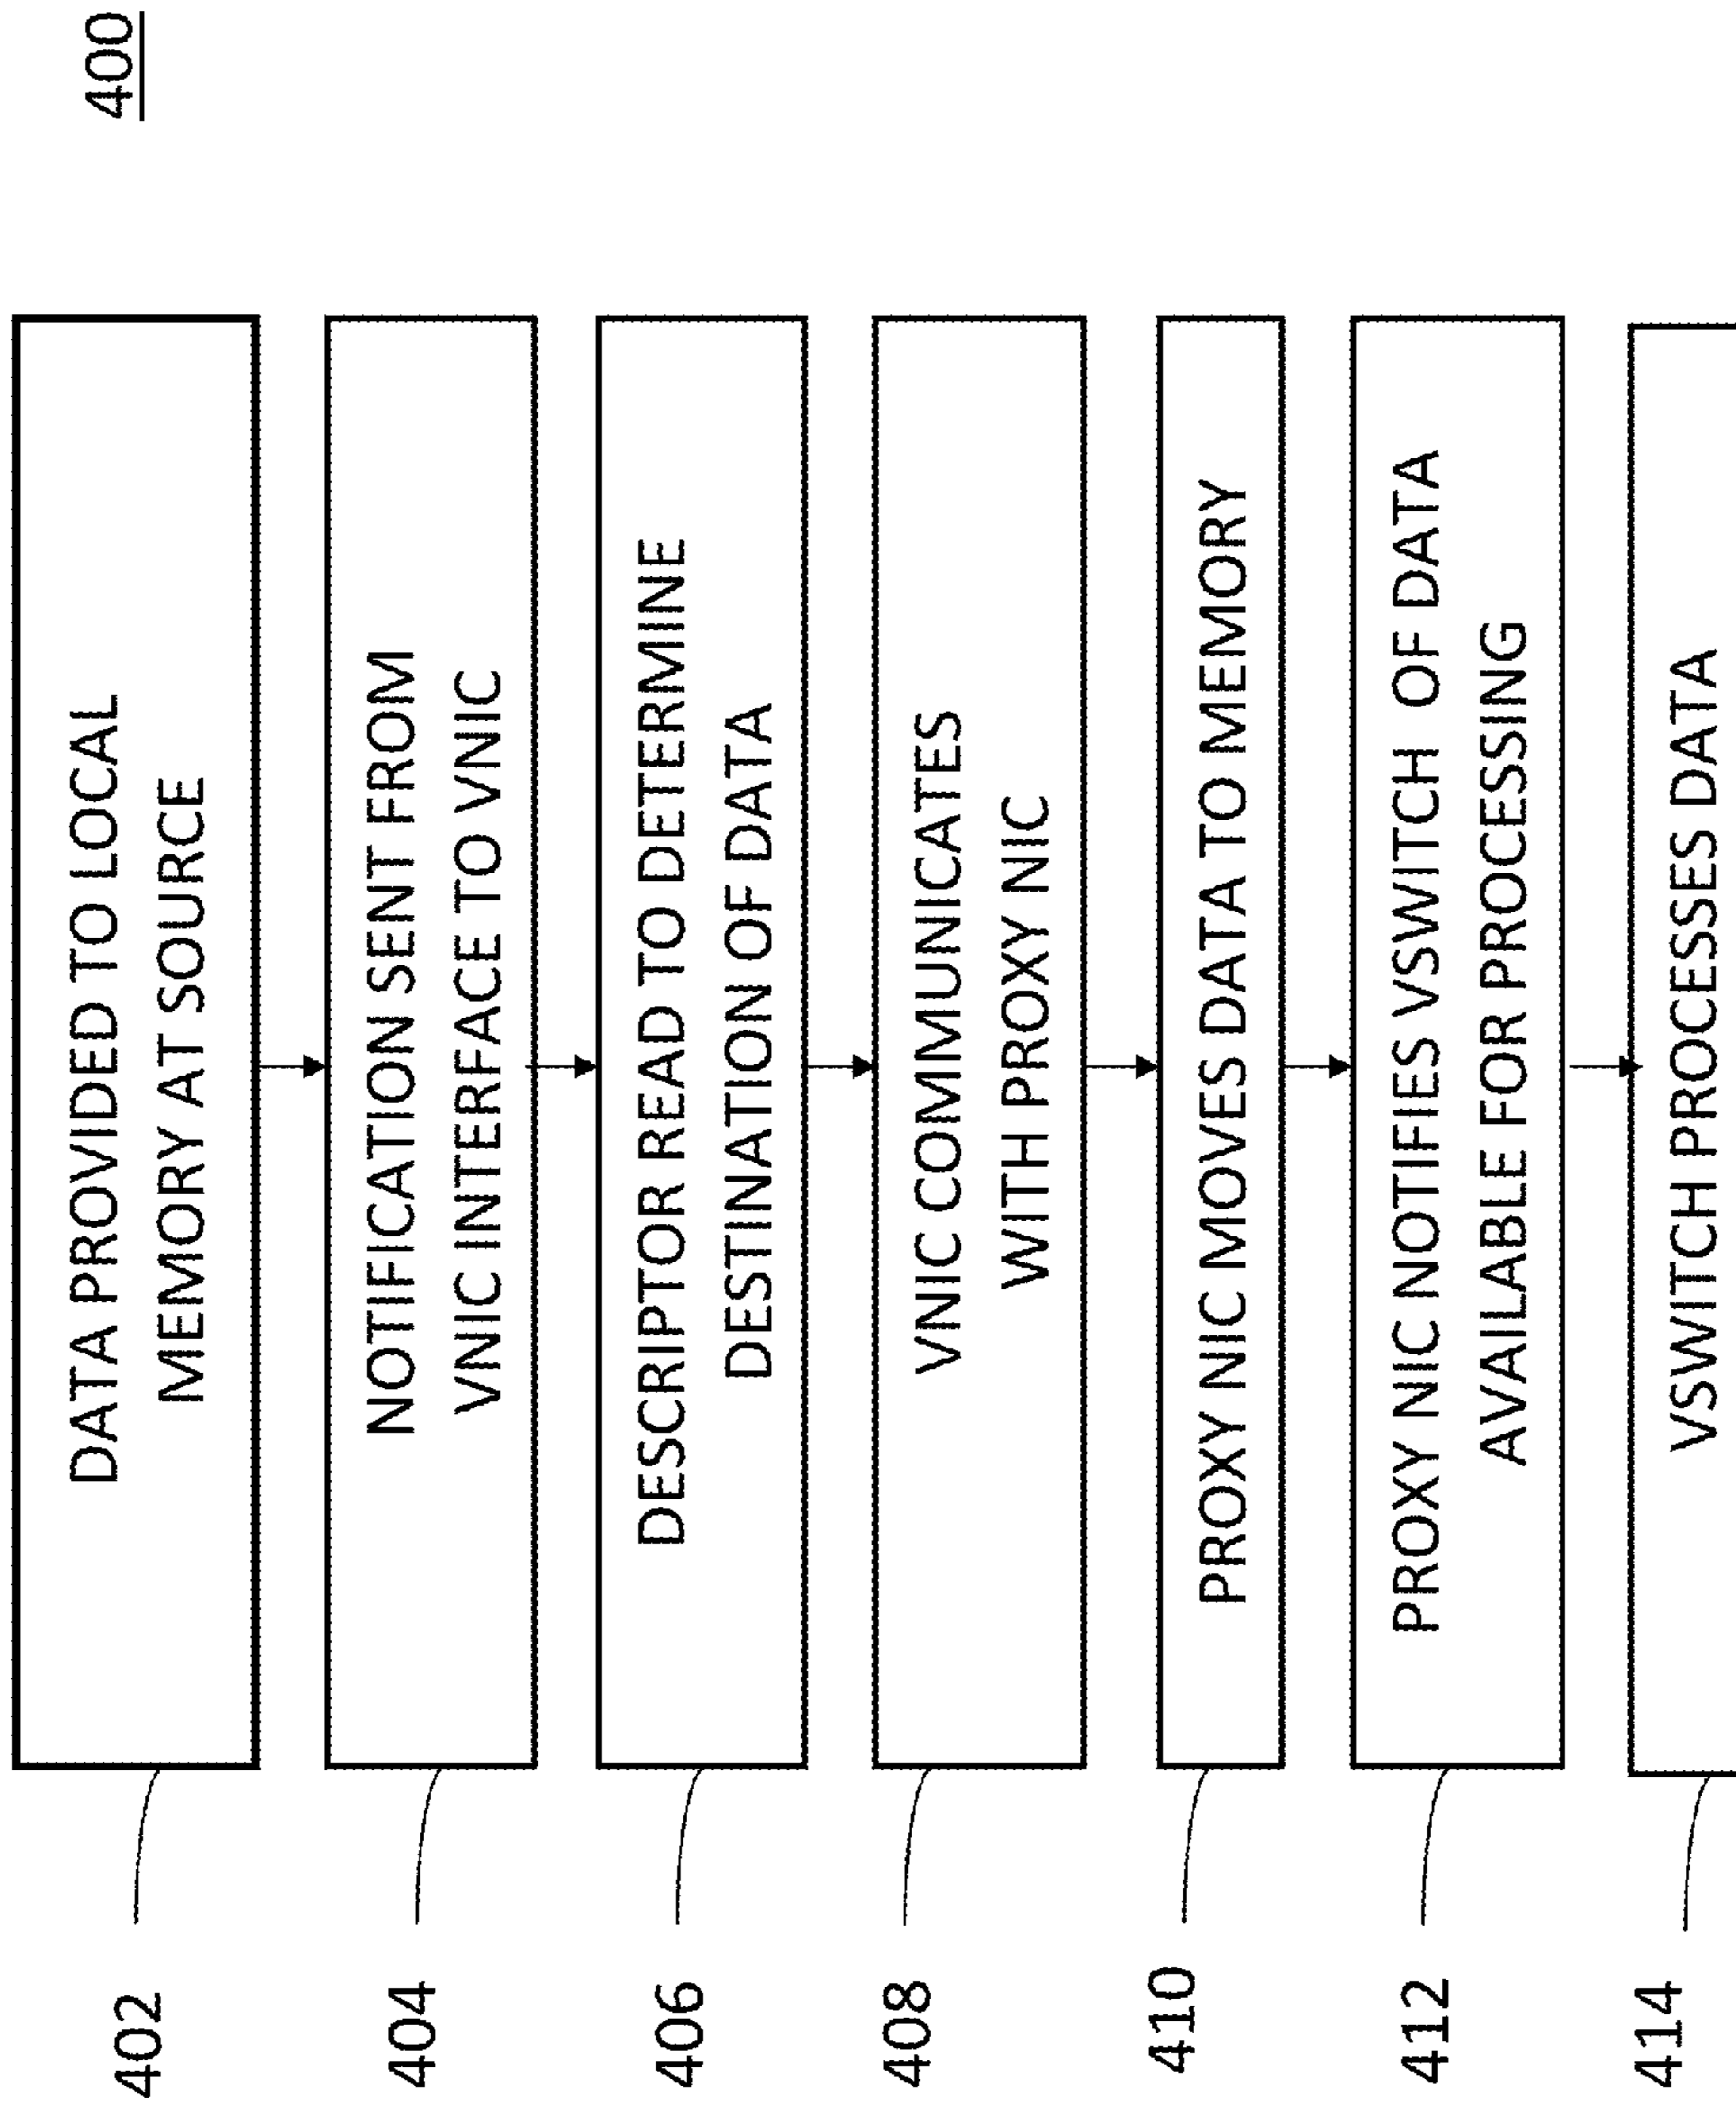 400
402
DATA PROVIDED TO LOCAL
MEMORY AT SOURCE
404
NOTIFICATION SENT FROM
VNIC INTERFACE TO VNIC
406
DESCRIPTOR READ TO DETERMINE
DESTINATION OF DATA
408
VNIC COMMUNICATES
WITH PROXY NIC
410
PROXY NIC MOVES DATA TO MEMORY
412
PROXY NIC NOTIFIES VSWITCH OF DATA
AVAILABLE FOR PROCESSING
414
VSWITCH PROCESSES DATA